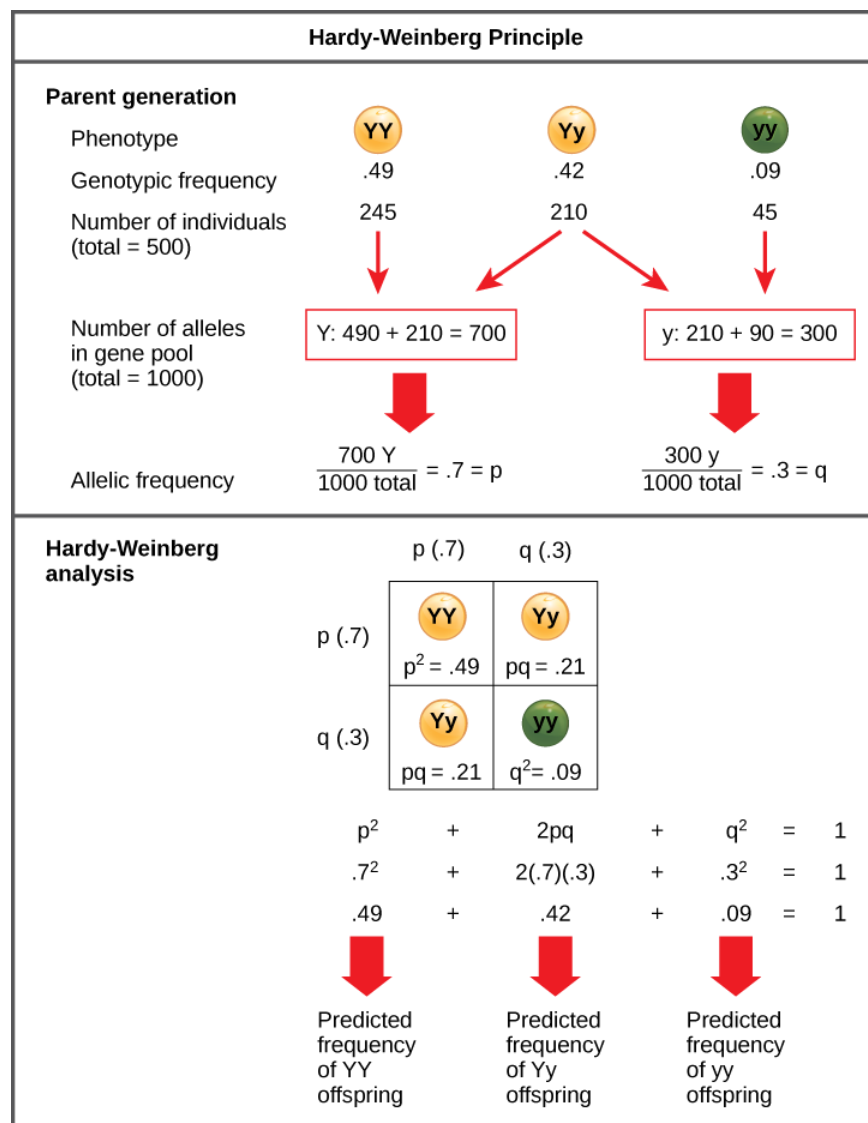 Hardy-Weinberg Principle
Parent generation
Phenotype YY Yy yy
Genotypic frequency .49 .42 .09
Number of individuals 245 210 45
(total = 500)
Number of alleles
in gene pool
(total = 1000)
Y: 490 + 210 = 700 y: 210 + 90 = 300
Allelic frequency
700 Y
1000 total
= .7 = p
300 y
1000 total
= .3 = q
Hardy-Weinberg
analysis
p (.7) q (.3)
p (.7)
YY Yy
p² = .49 pq = .21
q (.3)
Yy yy
pq = .21 q²= .09
p² + 2pq + q² = 1
.7² + 2(.7)(.3) + .3² = 1
.49 + .42 + .09 = 1
Predicted
frequency
of YY
offspring
Predicted
frequency
of Yy
offspring
Predicted
frequency
of yy
offspring